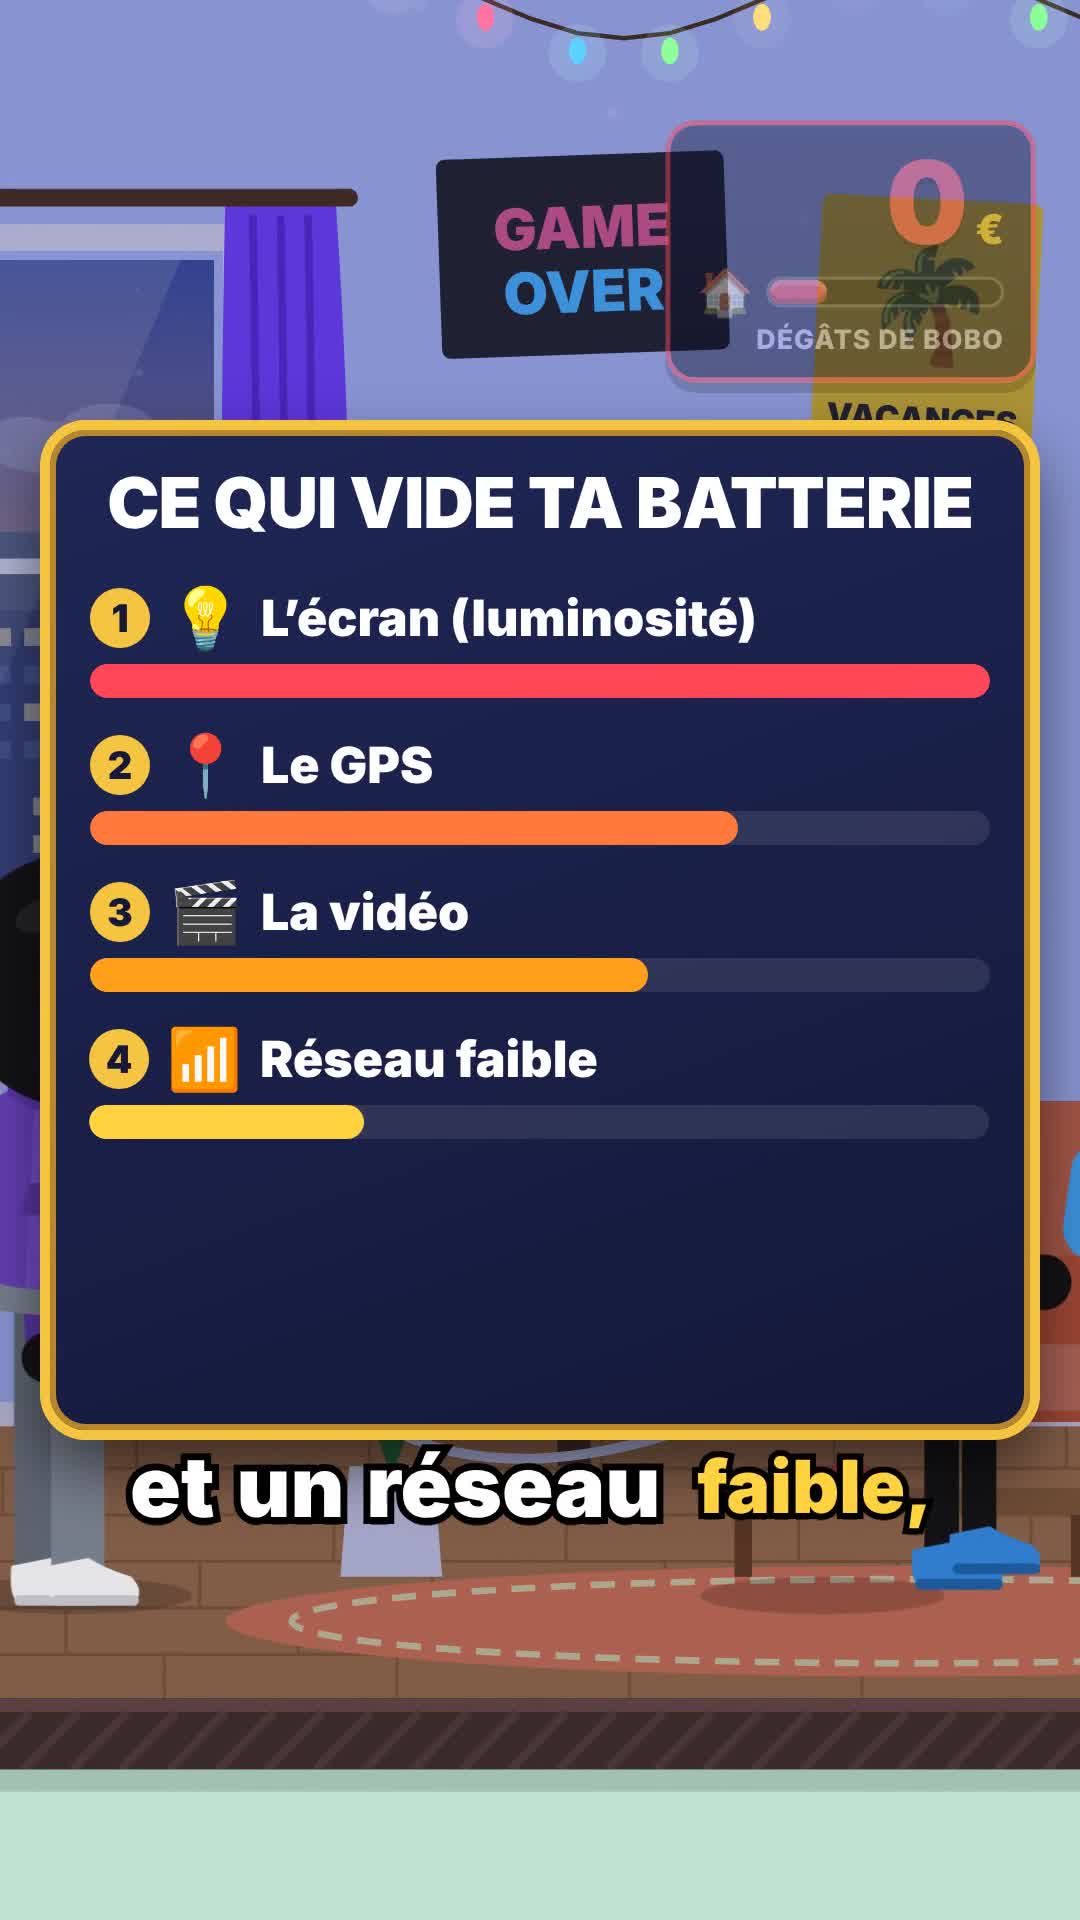 GAME
OVER
0 €
DÉGÂTS DE BOBO
VACANCES
CE QUI VIDE TA BATTERIE
1 L’écran (luminosité)
2 Le GPS
3 La vidéo
4 Réseau faible
et un réseau faible,